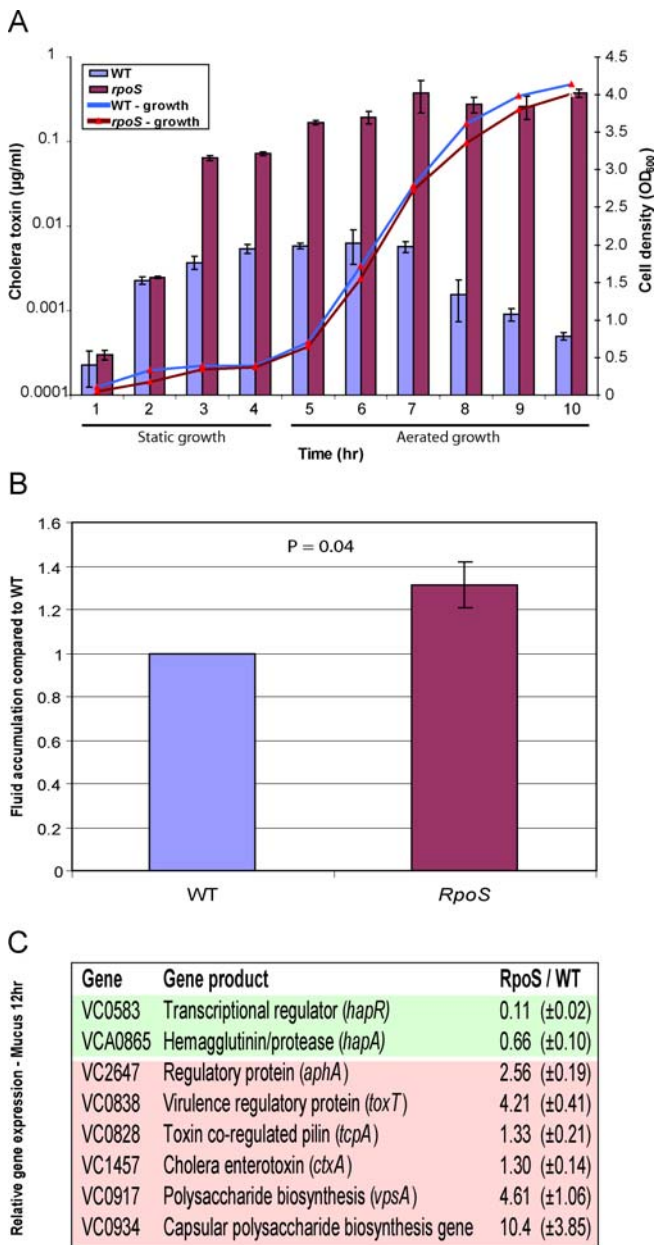 A
1
0.1
0.01
0.001
0.0001
Cholera toxin (µg/ml)
WT
rpoS
WT - growth
rpoS - growth
4.5
4.0
3.5
3.0
2.5
2.0
1.5
1.0
0.5
0
Cell density (OD600)
1 2 3 4 5 6 7 8 9 10
Static growth Aerated growth
Time (hr)
B
1.6
1.4
1.2
1
0.8
0.6
0.4
0.2
0
Fluid accumulation compared to WT
P = 0.04
WT RpoS
C
Relative gene expression - Mucus 12hr
Gene Gene product RpoS / WT
VC0583 Transcriptional regulator (hapR) 0.11 (±0.02)
VCA0865 Hemagglutinin/protease (hapA) 0.66 (±0.10)
VC2647 Regulatory protein (aphA) 2.56 (±0.19)
VC0838 Virulence regulatory protein (toxT) 4.21 (±0.41)
VC0828 Toxin co-regulated pilin (tcpA) 1.33 (±0.21)
VC1457 Cholera enterotoxin (ctxA) 1.30 (±0.14)
VC0917 Polysaccharide biosynthesis (vpsA) 4.61 (±1.06)
VC0934 Capsular polysaccharide biosynthesis gene 10.4 (±3.85)